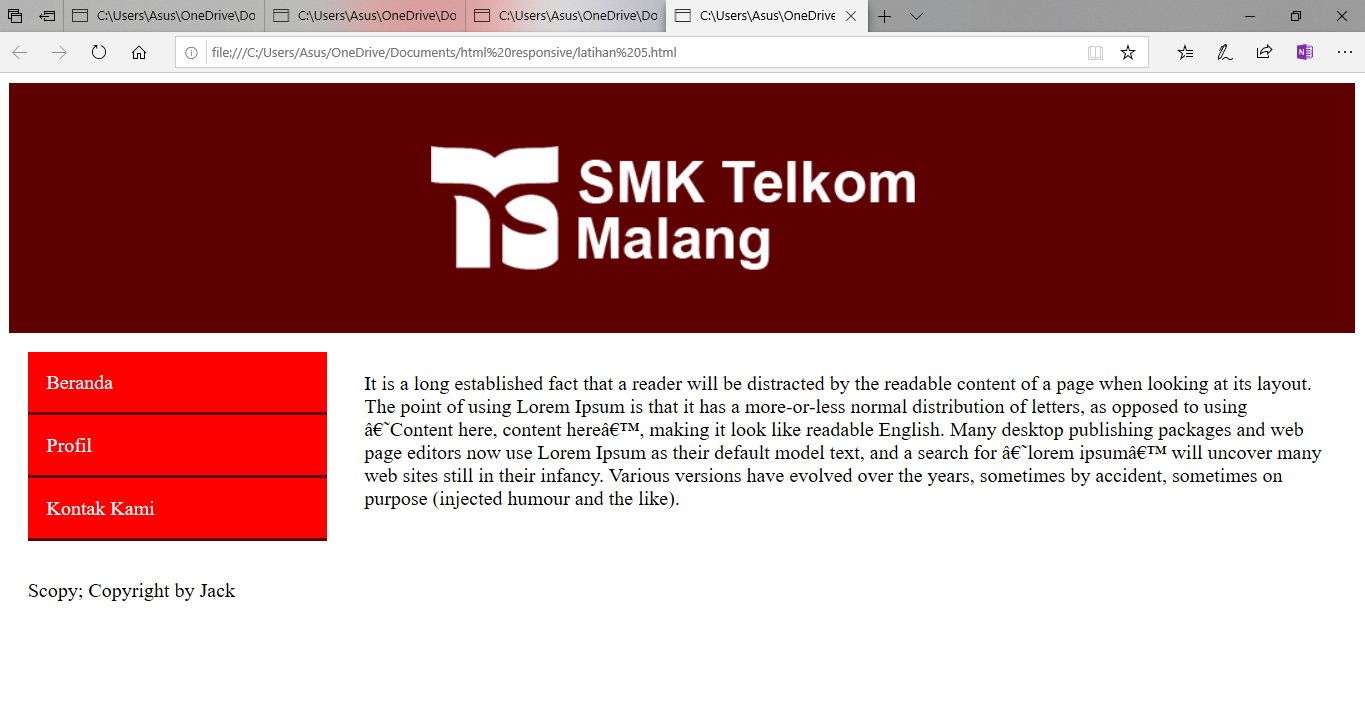 C:\Users\Asus\OneDrive\Do
C:\Users\Asus\OneDrive\Do
C:\Users\Asus\OneDrive\Do
C:\Users\Asus\OneDrive
file:///C:/Users/Asus/OneDrive/Documents/html%20responsive/latihan%205.html
SMK Telkom
Malang
Beranda
Profil
Kontak Kami
It is a long established fact that a reader will be distracted by the readable content of a page when looking at its layout.
The point of using Lorem Ipsum is that it has a more-or-less normal distribution of letters, as opposed to using
â€˜Content here, content hereâ€™, making it look like readable English. Many desktop publishing packages and web
page editors now use Lorem Ipsum as their default model text, and a search for â€˜lorem ipsumâ€™ will uncover many
web sites still in their infancy. Various versions have evolved over the years, sometimes by accident, sometimes on
purpose (injected humour and the like).
Scopy; Copyright by Jack